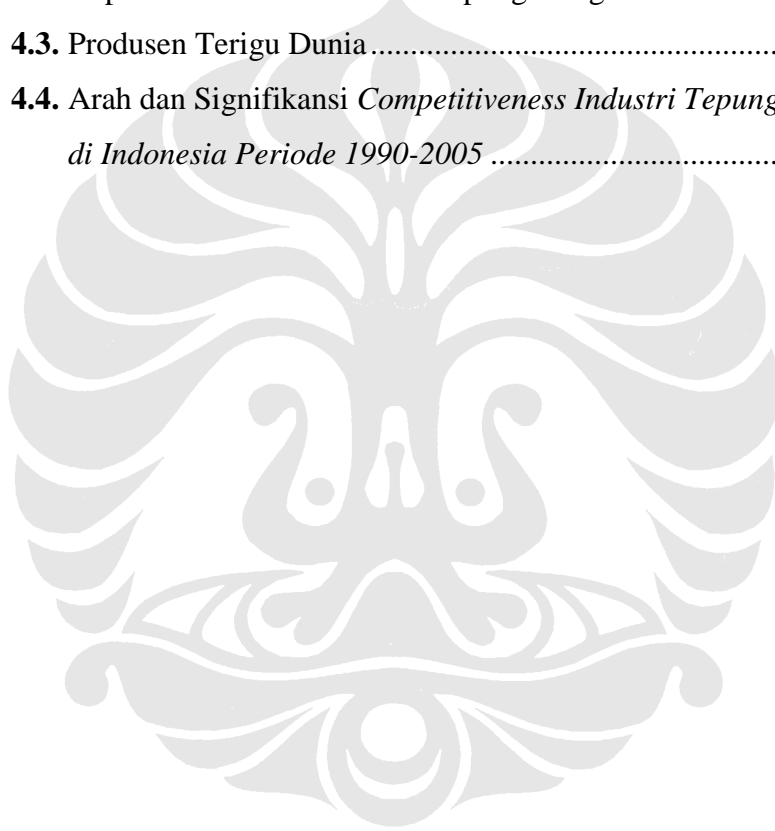 4.3. Produsen Terigu Dunia ........................................................
4.4. Arah dan Signifikansi Competitiveness Industri Tepung
di Indonesia Periode 1990-2005 .......................................